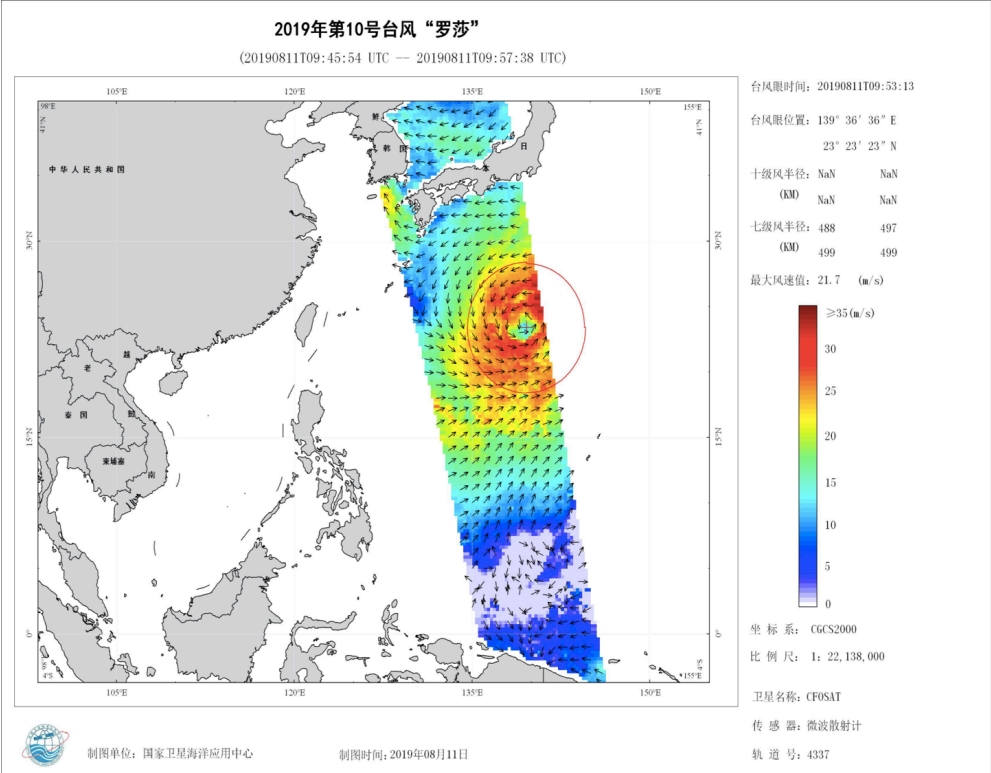 2019年第10号台风“罗莎”
(20190811T09:45:54 UTC -- 20190811T09:57:38 UTC)
105°E 120°E 135°E 150°E
98°E 155°E
41°N 41°N
鲜
韩 国
日
本
中 华 人 民 共 和 国
30°N 30°N
越
老
泰 国
柬埔寨
南
15°N 15°N
0° 0°
98°E 155°E
4°S 4°S
105°E 120°E 135°E 150°E
台风眼时间: 20190811T09:53:13
台风眼位置: 139° 36′ 36″ E
23° 23′ 23″ N
十级风半径: NaN NaN
(KM) NaN NaN
七级风半径: 488 497
(KM) 499 499
最大风速值: 21.7 (m/s)
≥35(m/s)
30
25
20
15
10
5
0
坐 标 系: CGCS2000
比 例 尺: 1: 22,138,000
卫星名称: CFOSAT
传 感 器: 微波散射计
轨 道 号: 4337
制图单位: 国家卫星海洋应用中心
制图时间: 2019年08月11日